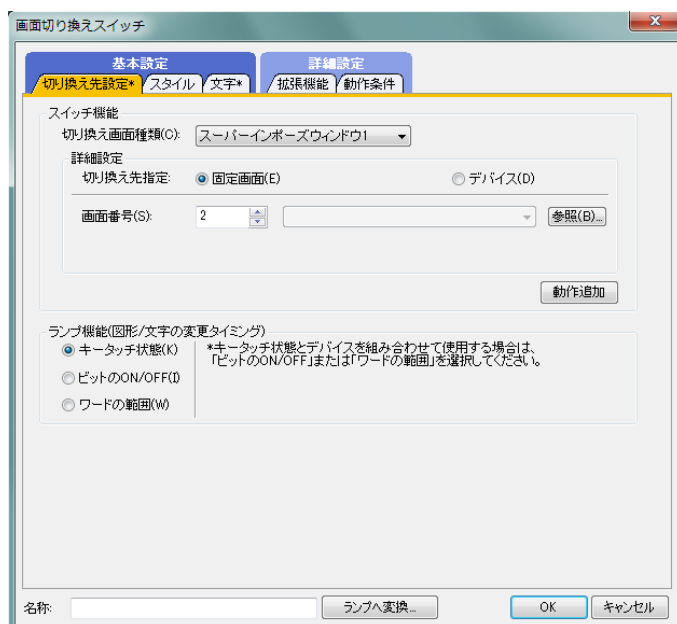 画面切り換えスイッチ
基本設定 詳細設定
切り換え先設定* スタイル 文字* 拡張機能 動作条件
スイッチ機能
切り換え画面種類(C): スーパーインポーズウィンドウ1
詳細設定
切り換え先指定: 固定画面(E) デバイス(D)
画面番号(S): 2 参照(B)...
動作追加
ランプ機能(図形/文字の変更タイミング)
キータッチ状態(K) *キータッチ状態とデバイスを組み合わせて使用する場合は、
「ビットのON/OFF」または「ワードの範囲」を選択してください。
ビットのON/OFF(I)
ワードの範囲(W)
名称: ランプへ変換... OK キャンセル